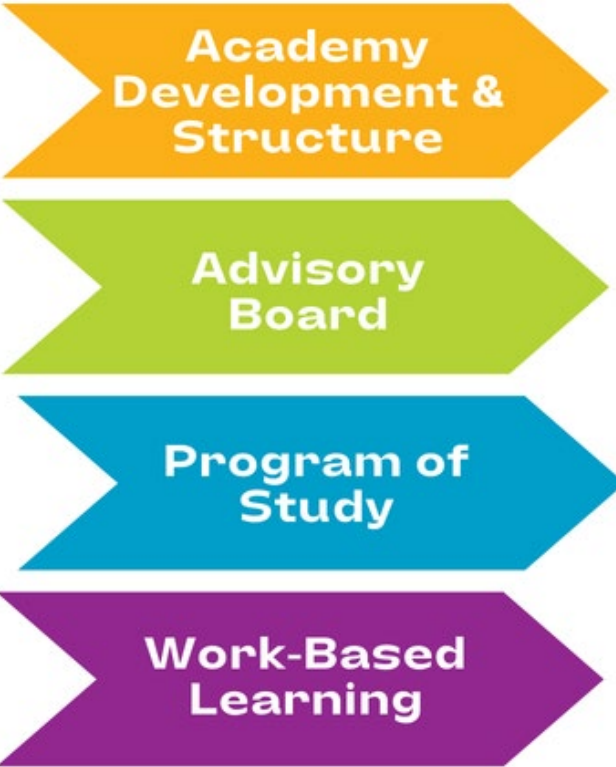 Academy
Development &
Structure
Advisory
Board
Program of
Study
Work-Based
Learning